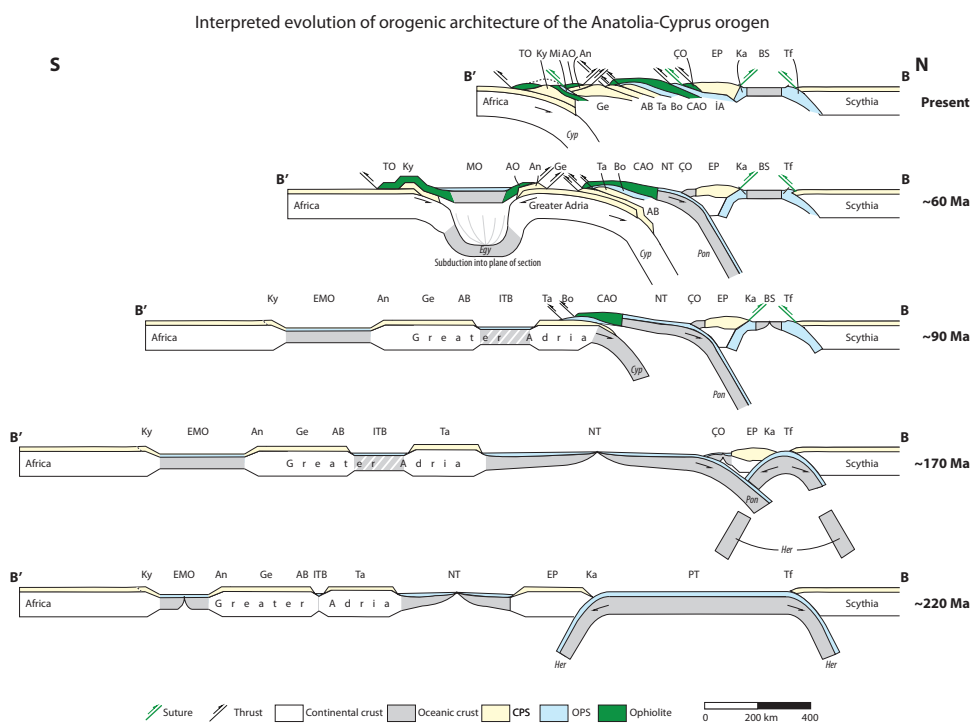 Interpreted evolution of orogenic architecture of the Anatolia-Cyprus orogen
S
N
TO Ky Mi AO An ÇO EP Ka BS Tf
B’ B
Africa Ge AB Ta Bo CAO İA Scythia Present
Cyp
TO Ky MO AO An Ge Ta Bo CAO NT ÇO EP Ka BS Tf
B’ B
Africa Greater Adria AB Scythia ~60 Ma
Egy Cyp Pon
Subduction into plane of section
Ky EMO An Ge AB ITB Ta Bo CAO NT ÇO EP Ka BS Tf
B’ B
Africa Greater Adria Scythia ~90 Ma
Cyp
Pon
Ky EMO An Ge AB ITB Ta NT ÇO EP Ka Tf
B’ B
Africa Greater Adria Scythia ~170 Ma
Pon
Her
Ky EMO An Ge AB ITB Ta NT EP Ka PT Tf
B’ B
Africa Greater Adria Scythia ~220 Ma
Her Her
Suture Thrust Continental crust Oceanic crust CPS OPS Ophiolite
0 200 km 400